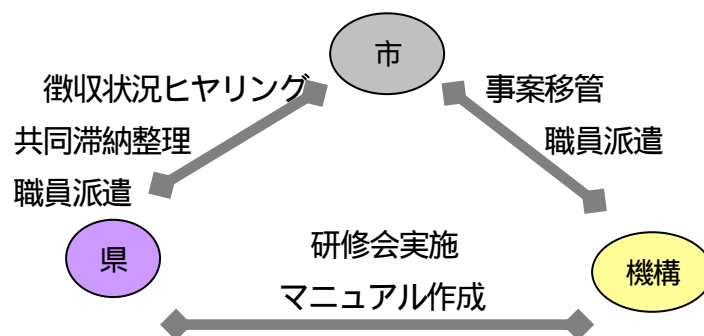 市
徴収状況ヒヤリング
共同滞納整理
職員派遣
事案移管
職員派遣
県
研修会実施
マニュアル作成
機構